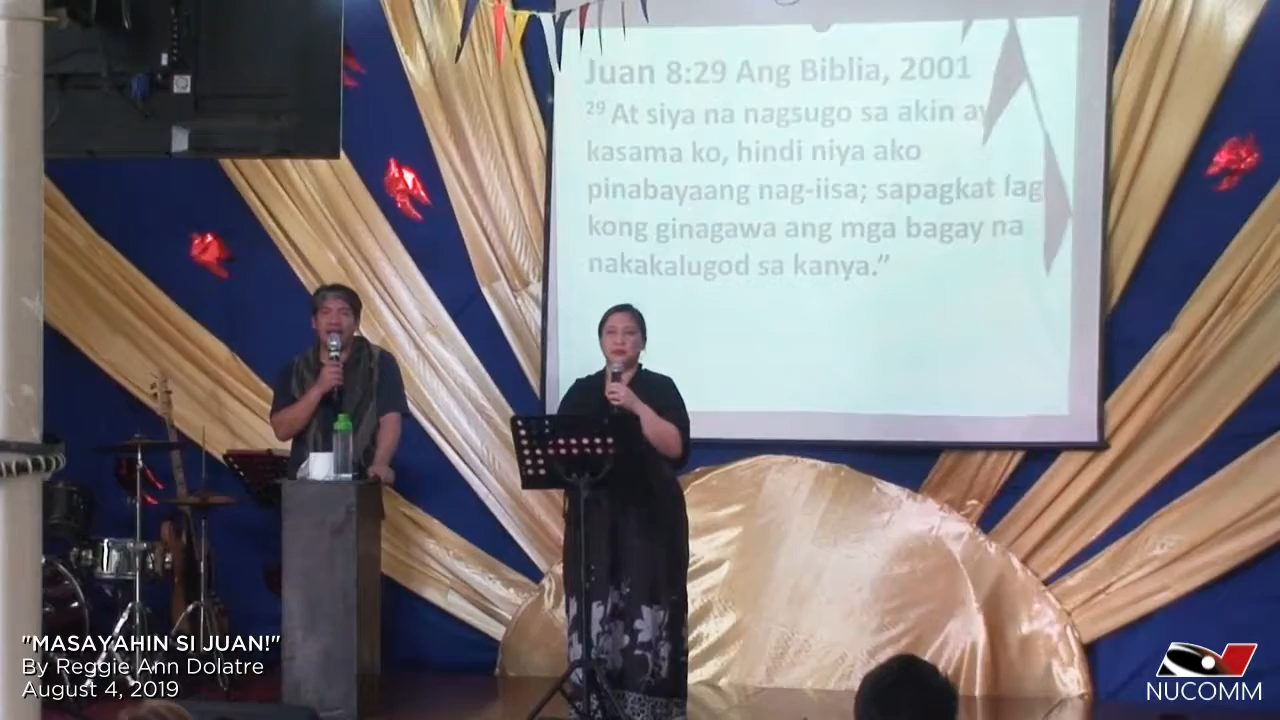 Juan 8:29 Ang Biblia, 2001
29 At siya na nagsugo sa akin ay
kasama ko, hindi niya ako
pinabayaang nag-iisa; sapagkat lag
kong ginagawa ang mga bagay na
nakakalugod sa kanya.”
"MASAYAHIN SI JUAN!"
By Reggie Ann Dolatre
August 4, 2019
NUCOMM